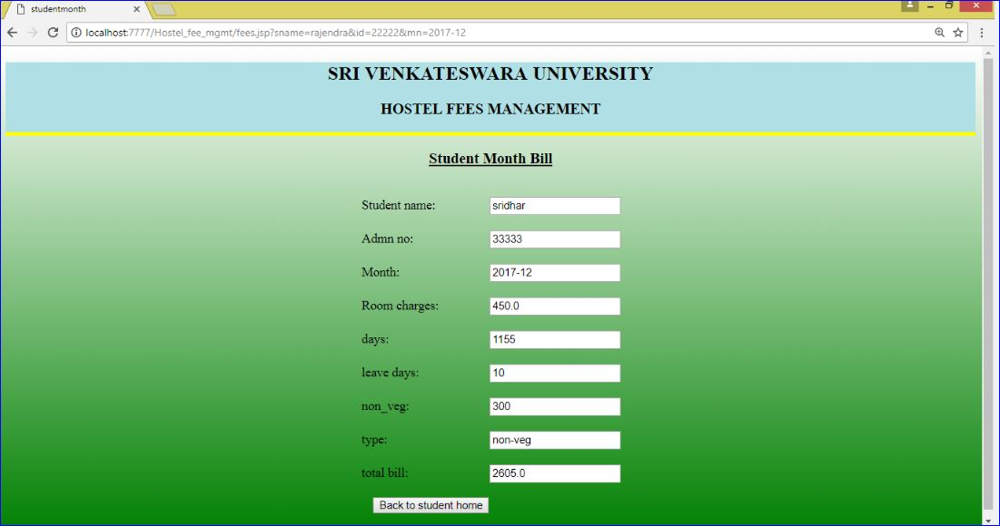 studentmonth
localhost:7777/Hostel_fee_mgmt/fees.jsp?sname=rajendra&id=22222&mn=2017-12
SRI VENKATESWARA UNIVERSITY
HOSTEL FEES MANAGEMENT
Student Month Bill
Student name: sridhar
Admn no: 33333
Month: 2017-12
Room charges: 450.0
days: 1155
leave days: 10
non_veg: 300
type: non-veg
total bill: 2605.0
Back to student home